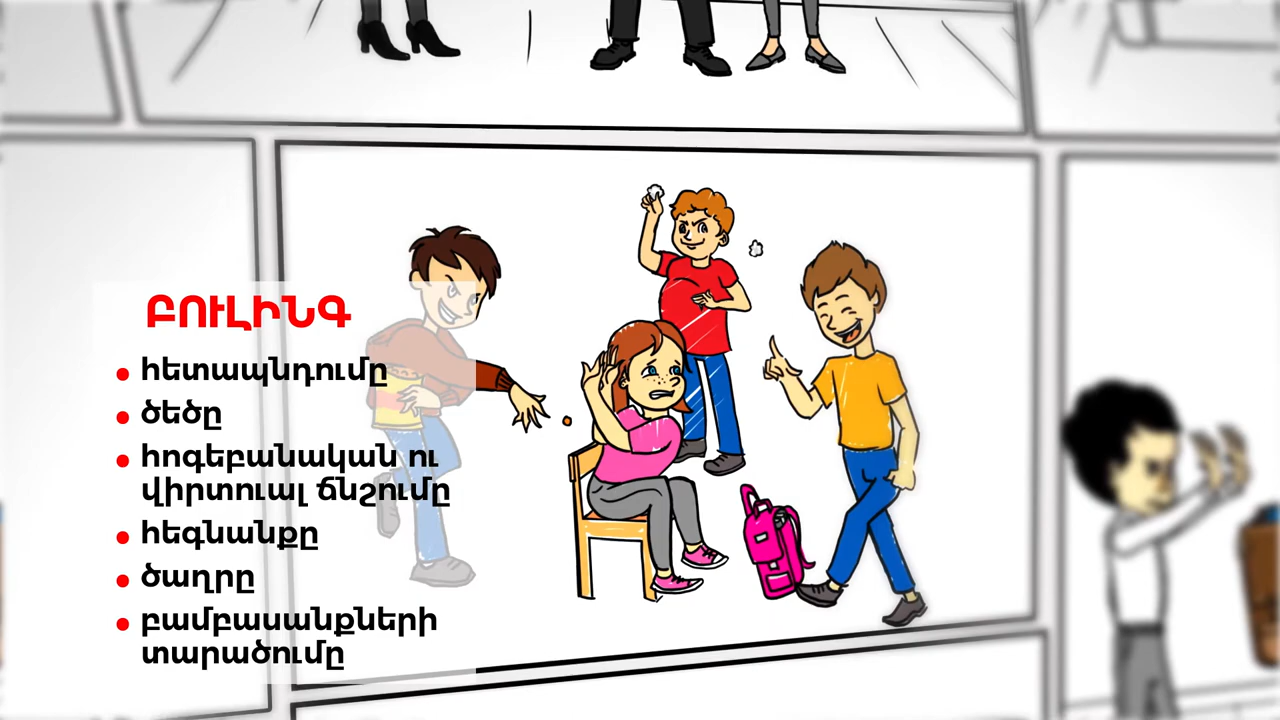 ԲՈՒԼԻՆԳ
• հետապնդումը
• ծեծը
• հոգեբանական ու
վիրտուալ ճնշումը
• հեգնանքը
• ծաղրը
• բամբասանքների
տարածումը